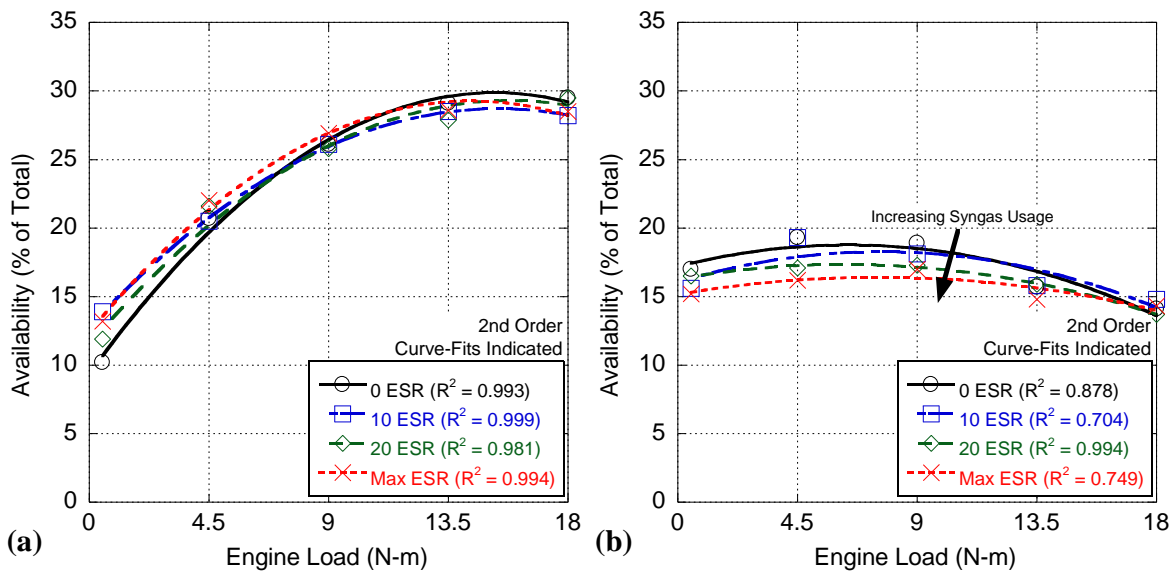 35
30
25
20
15
10
5
0
Availability (% of Total)
2nd Order
Curve-Fits Indicated
0 ESR (R² = 0.993)
10 ESR (R² = 0.999)
20 ESR (R² = 0.981)
Max ESR (R² = 0.994)
0 4.5 9 13.5 18
(a) Engine Load (N-m)
35
30
25
20
15
10
5
0
Availability (% of Total)
Increasing Syngas Usage
2nd Order
Curve-Fits Indicated
0 ESR (R² = 0.878)
10 ESR (R² = 0.704)
20 ESR (R² = 0.994)
Max ESR (R² = 0.749)
0 4.5 9 13.5 18
(b) Engine Load (N-m)